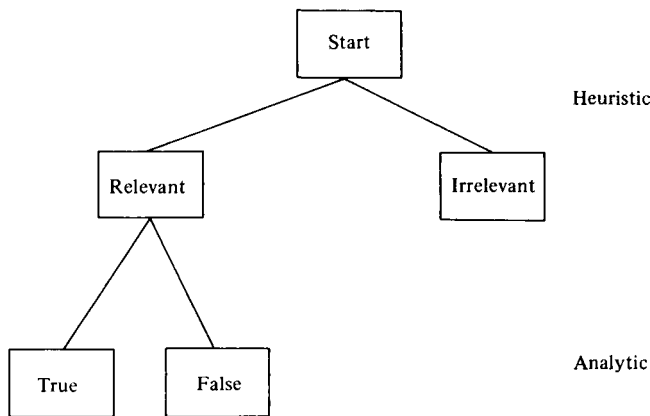 Start
Heuristic
Relevant
Irrelevant
True
False
Analytic